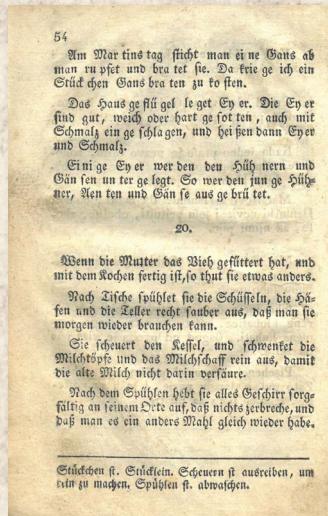 54
Am Mar tins tag sticht man ei ne Gans ab
man ru pfet und bra tet sie. Da krie ge ich ein
Stück chen Gans bra ten zu ko sten.
Das Haus ge flü gel le get Ey er. Die Ey er
sind gut, weich oder hart ge sot ten, auch mit
Schmalz ein ge schlagen, und hei ßen dann Ey er
und Schmalz.
Ei ni ge Ey er wer den den Hüh nern und
Gän sen un ter ge legt. So wer den jun ge Hüh=
ner, Aen ten und Gän se aus ge brü tet.
20.
Wenn die Mutter das Vieh gefüttert hat, und
mit dem Kochen fertig ist, so thut sie etwas anders.
Nach Tische spühlet sie die Schüsseln, die Hä=
fen und die Teller recht sauber aus, daß man sie
morgen wieder brauchen kann.
Sie scheuert den Kessel, und schwenket die
Milchtöpfe und das Milchschaff rein aus, damit
die alte Milch nicht darin versäure.
Nach dem Spühlen hebt sie alles Geschirr sorg=
fältig an seinem Orte auf, daß nichts zerbreche, und
daß man es ein anders Mahl gleich wieder habe.
Stückchen st. Stücklein. Scheuern st ausreiben, um
rein zu machen. Spühlen st. abwaschen.